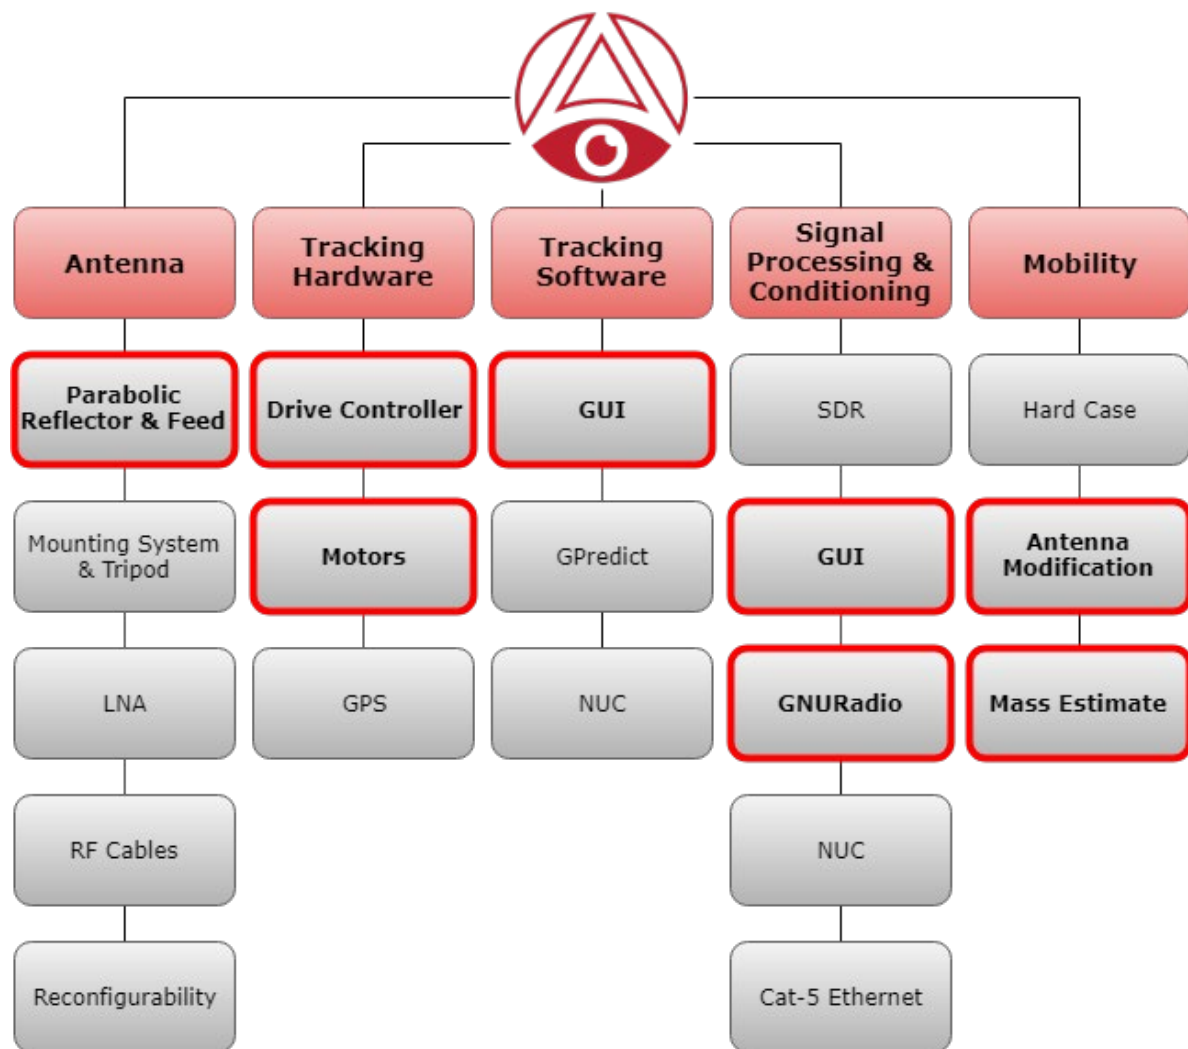 Antenna
Tracking
Hardware
Tracking
Software
Signal
Processing &
Conditioning
Mobility
Parabolic
Reflector & Feed
Drive Controller
GUI
SDR
Hard Case
Mounting System
& Tripod
Motors
GPredict
GUI
Antenna
Modification
LNA
GPS
NUC
GNURadio
Mass Estimate
RF Cables
NUC
Reconfigurability
Cat-5 Ethernet